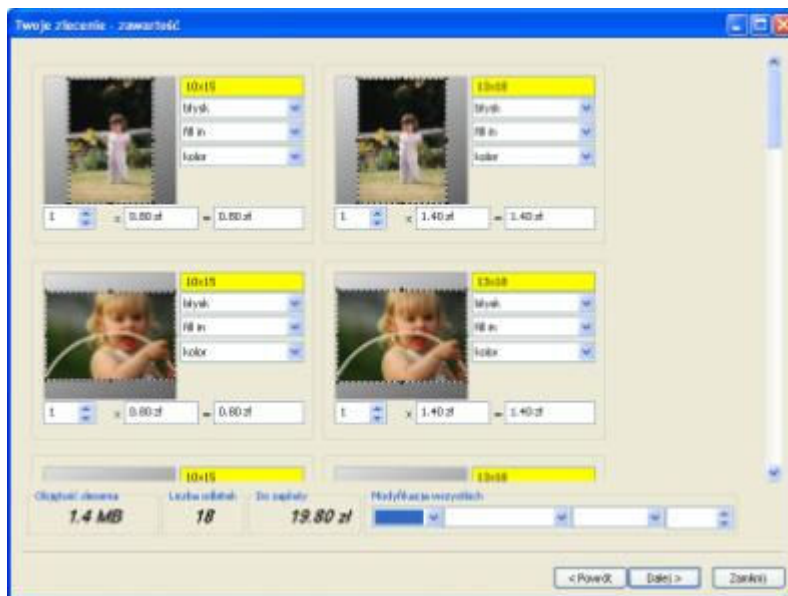 Twoje zlecenie - zawartość
10x15
błysk
fill in
kolor
1 x 0.80 zł = 0.80 zł
13x18
błysk
fill in
kolor
1 x 1.40 zł = 1.40 zł
10x15
błysk
fill in
kolor
1 x 0.80 zł = 0.80 zł
13x18
błysk
fill in
kolor
1 x 1.40 zł = 1.40 zł
10x15
13x18
Objętość zlecenia
1.4 MB
Liczba odbitek
18
Do zapłaty
19.80 zł
Modyfikacja wszystkich
< Powrót
Dalej >
Zamknij